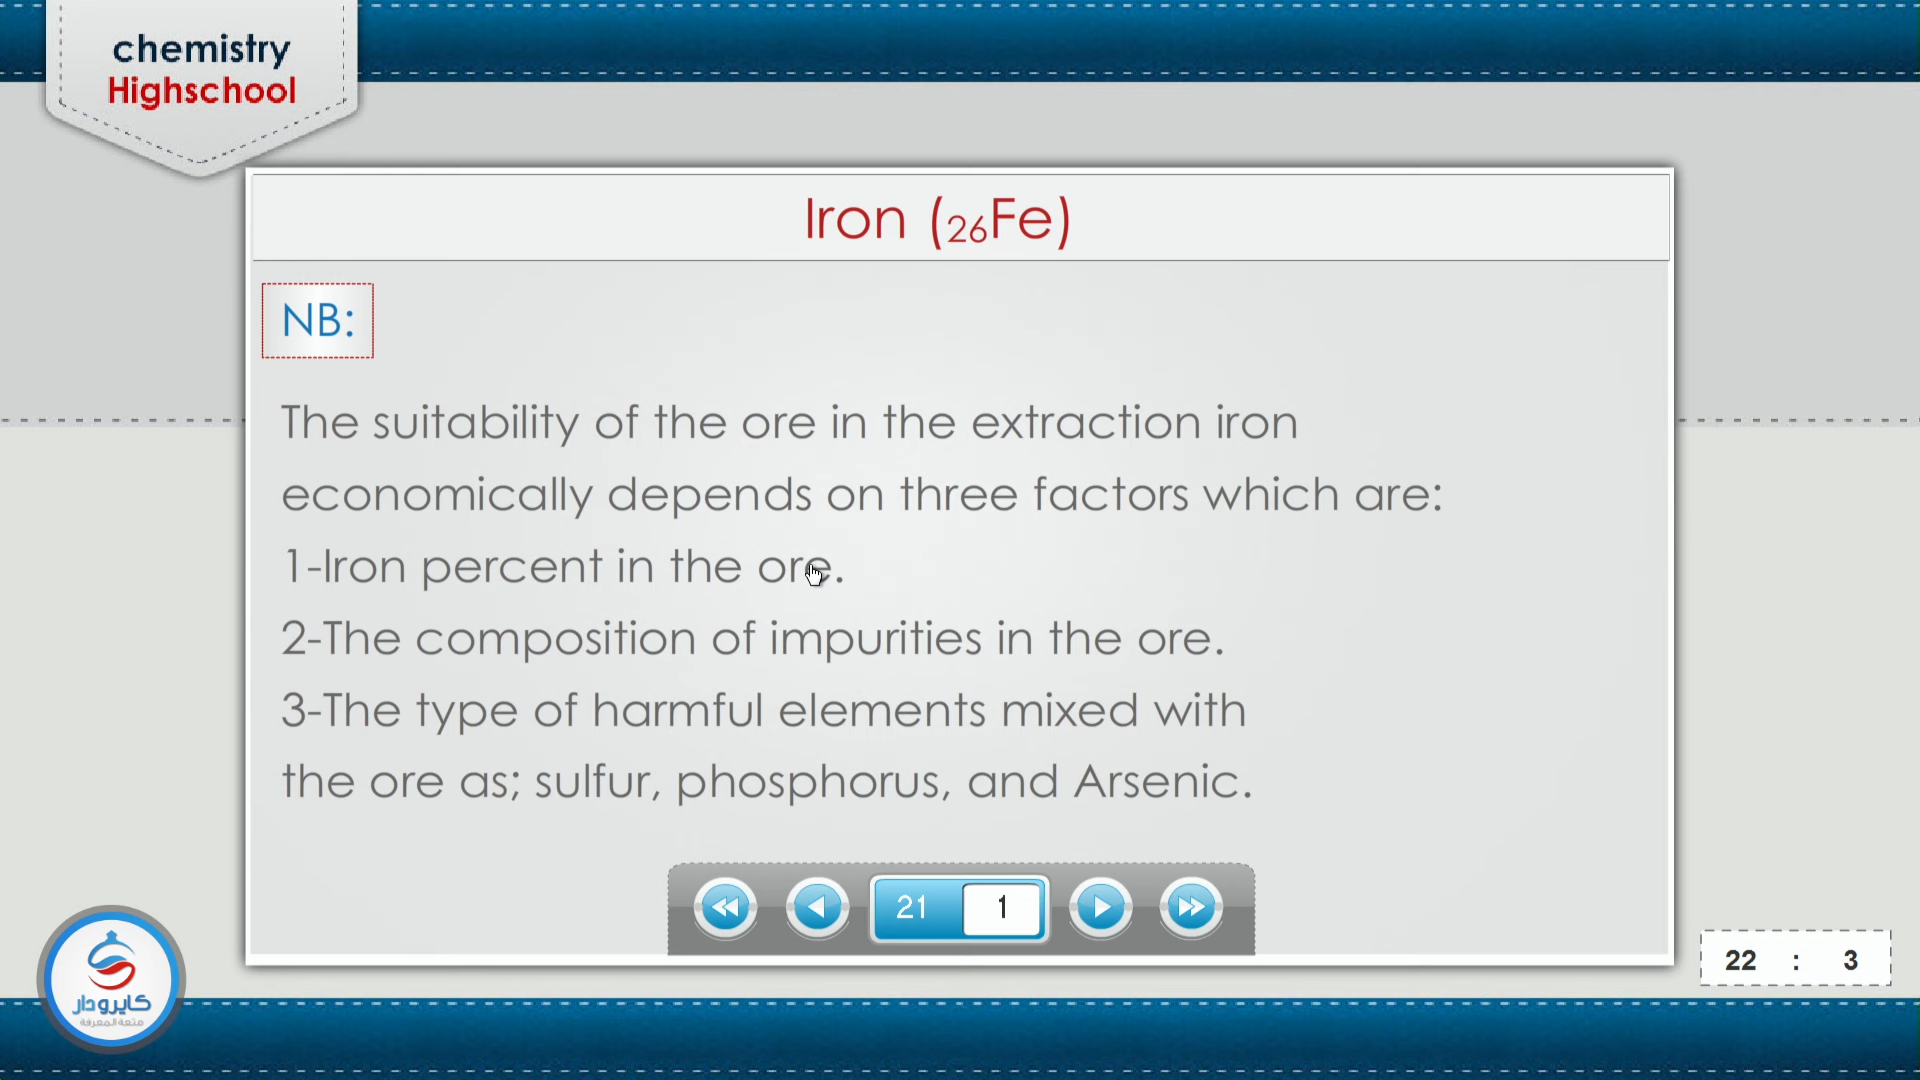 chemistry
Highschool
Iron (₂₆Fe)
NB:
The suitability of the ore in the extraction iron
economically depends on three factors which are:
1-Iron percent in the ore.
2-The composition of impurities in the ore.
3-The type of harmful elements mixed with
the ore as; sulfur, phosphorus, and Arsenic.
21 1
22 : 3
كايرودار
متعة المعرفة